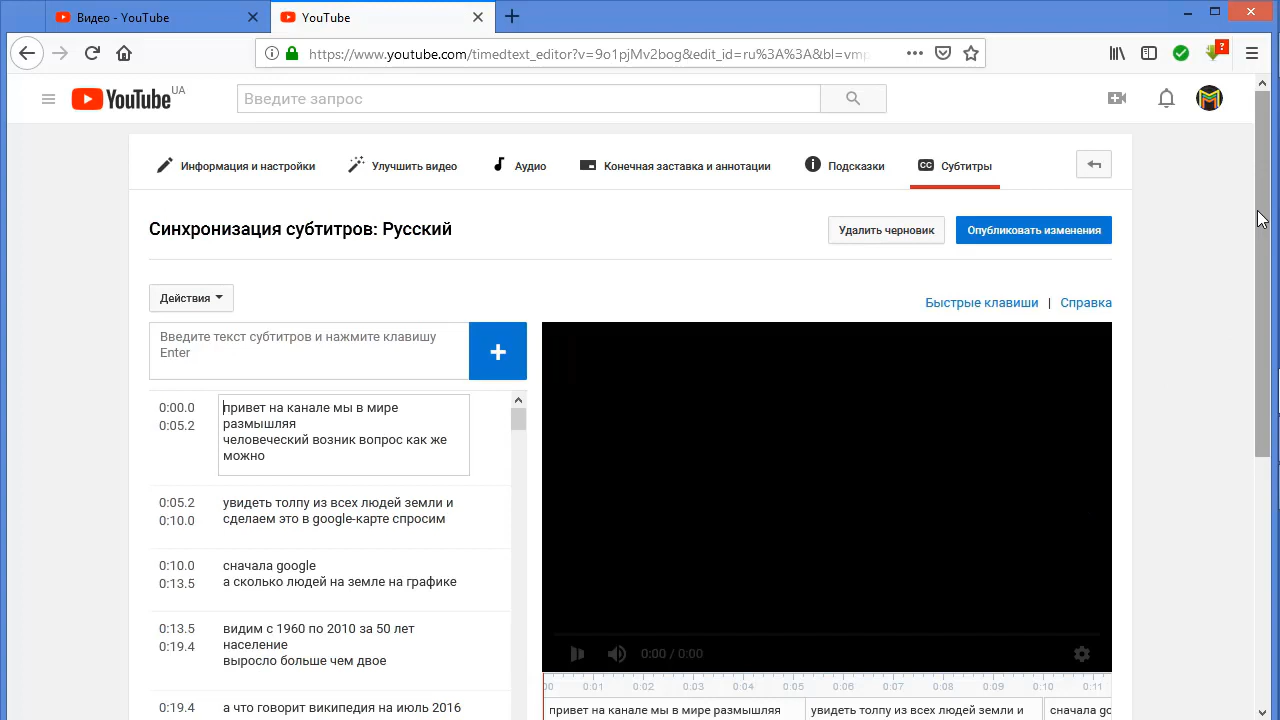 Видео - YouTube
YouTube
https://www.youtube.com/timedtext_editor?v=9o1pjMv2bog&edit_id=ru%3A%3A&bl=vmp
YouTube UA
Введите запрос
Информация и настройки
Улучшить видео
Аудио
Конечная заставка и аннотации
Подсказки
CC Субтитры
Синхронизация субтитров: Русский
Удалить черновик
Опубликовать изменения
Действия
Быстрые клавиши | Справка
Введите текст субтитров и нажмите клавишу
Enter
+
0:00.0
0:05.2
привет на канале мы в мире
размышляя
человеческий возник вопрос как же
можно
0:05.2
0:10.0
увидеть толпу из всех людей земли и
сделаем это в google-карте спросим
0:10.0
0:13.5
сначала google
а сколько людей на земле на графике
0:13.5
0:19.4
видим с 1960 по 2010 за 50 лет
население
выросло больше чем двое
0:19.4
а что говорит википедия на июль 2016
0:00 / 0:00
00 0:01 0:02 0:03 0:04 0:05 0:06 0:07 0:08 0:09 0:10 0:11
привет на канале мы в мире размышляя
увидеть толпу из всех людей земли и
сначала go